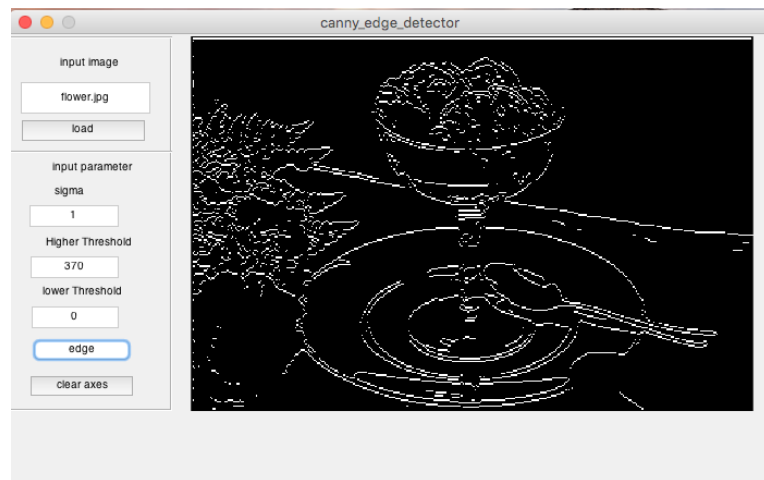 canny_edge_detector
input image
flower.jpg
load
input parameter
sigma
1
Higher Threshold
370
lower Threshold
0
edge
clear axes